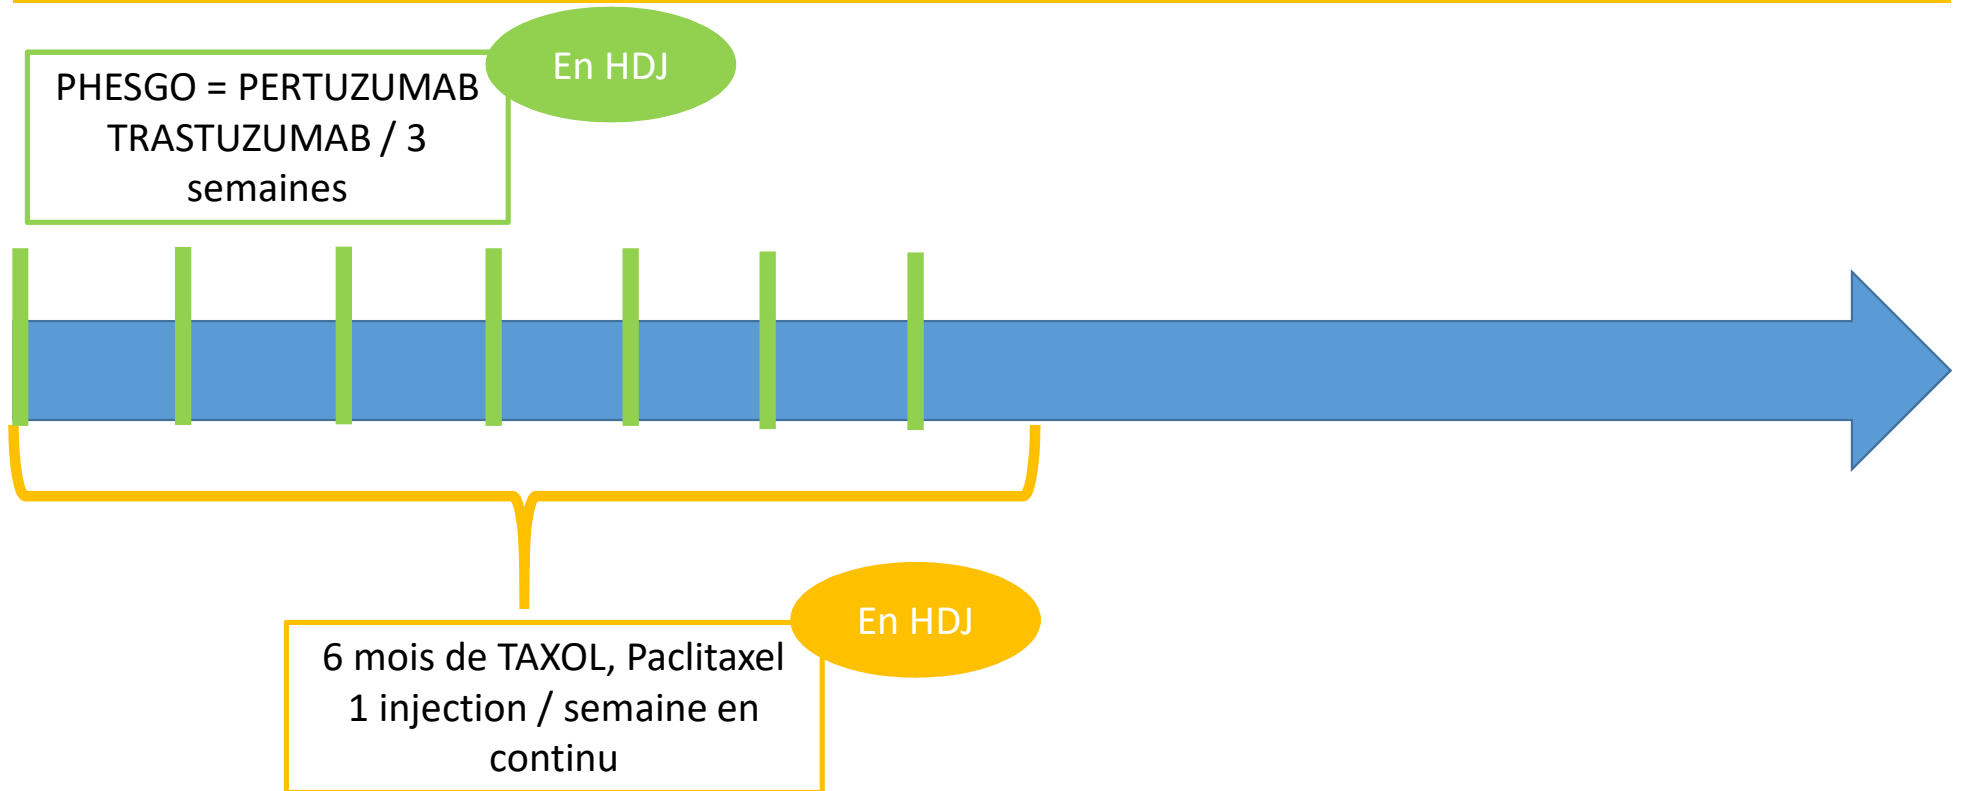 En HDJ
PHESGO = PERTUZUMAB
TRASTUZUMAB / 3
semaines
En HDJ
6 mois de TAXOL, Paclitaxel
1 injection / semaine en
continu